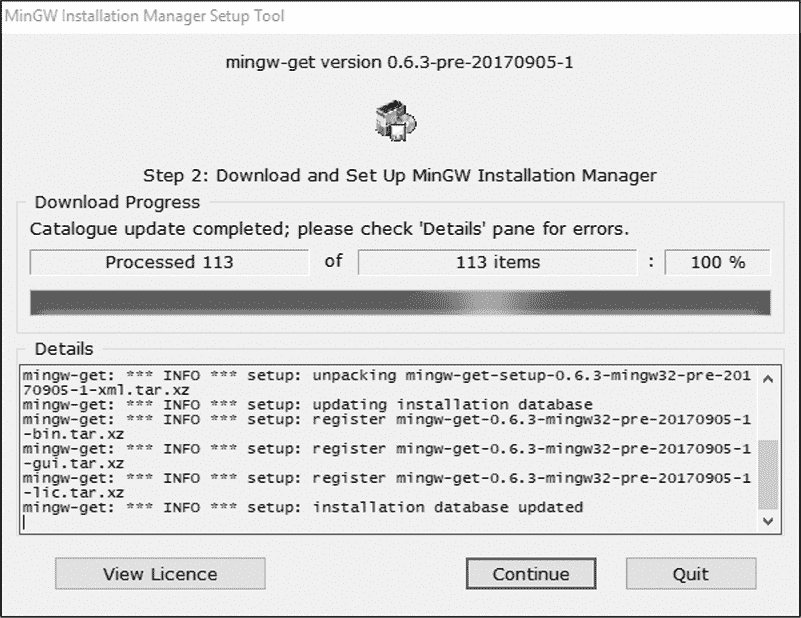 MinGW Installation Manager Setup Tool
mingw-get version 0.6.3-pre-20170905-1
Step 2: Download and Set Up MinGW Installation Manager
Download Progress
Catalogue update completed; please check 'Details' pane for errors.
Processed 113 of 113 items : 100 %
Details
mingw-get: *** INFO *** setup: unpacking mingw-get-setup-0.6.3-mingw32-pre-201
70905-1-xml.tar.xz
mingw-get: *** INFO *** setup: updating installation database
mingw-get: *** INFO *** setup: register mingw-get-0.6.3-mingw32-pre-20170905-1
-bin.tar.xz
mingw-get: *** INFO *** setup: register mingw-get-0.6.3-mingw32-pre-20170905-1
-gui.tar.xz
mingw-get: *** INFO *** setup: register mingw-get-0.6.3-mingw32-pre-20170905-1
-lic.tar.xz
mingw-get: *** INFO *** setup: installation database updated
View Licence Continue Quit